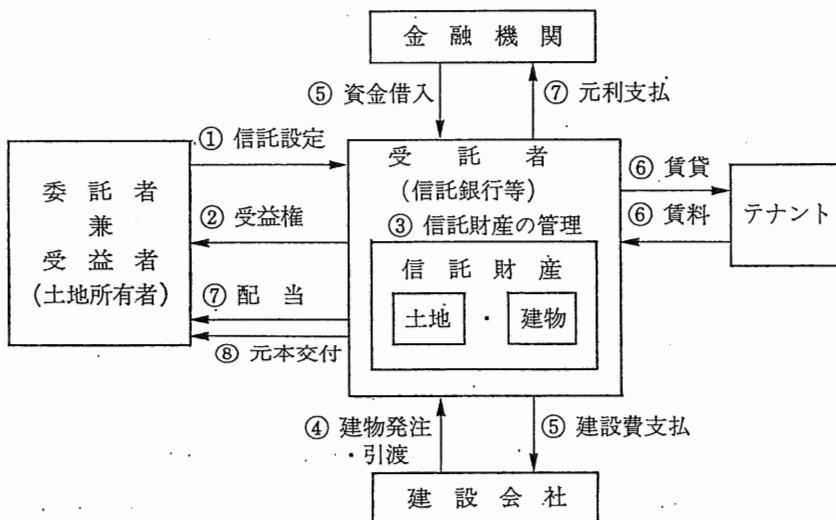 金融機関
⑤ 資金借入
⑦ 元利支払
① 信託設定
委託者
兼
受益者
(土地所有者)
② 受益権
⑦ 配当
⑧ 元本交付
受託者
(信託銀行等)
③ 信託財産の管理
信託財産
土地・建物
⑥ 賃貸
⑥ 賃料
テナント
④ 建物発注
・引渡
⑤ 建設費支払
建設会社